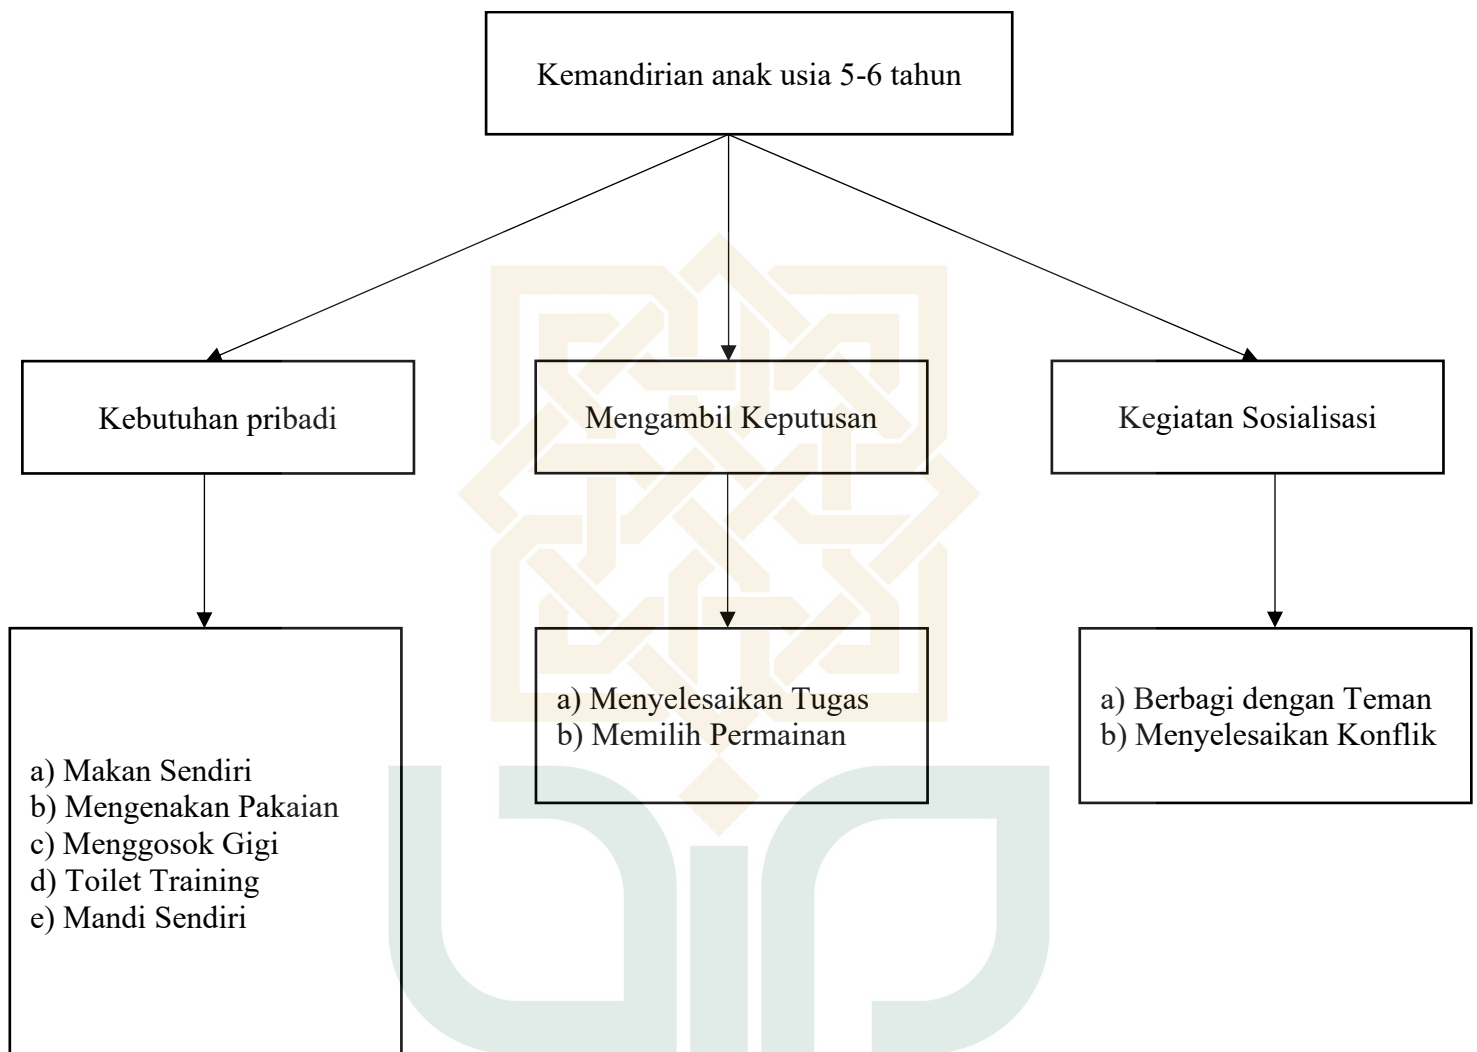 Kemandirian anak usia 5-6 tahun
Kebutuhan pribadi
Mengambil Keputusan
Kegiatan Sosialisasi
a) Makan Sendiri
b) Mengenakan Pakaian
c) Menggosok Gigi
d) Toilet Training
e) Mandi Sendiri
a) Menyelesaikan Tugas
b) Memilih Permainan
a) Berbagi dengan Teman
b) Menyelesaikan Konflik